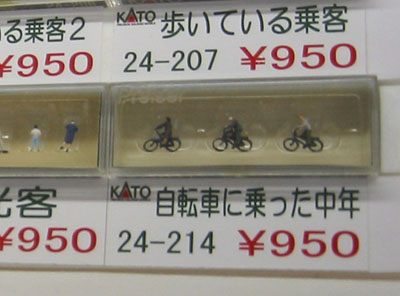 る乗客2
¥950
KATO 歩いている乗客
24-207 ¥950
Preiser
光客
¥950
KATO 自転車に乗った中年
24-214 ¥950